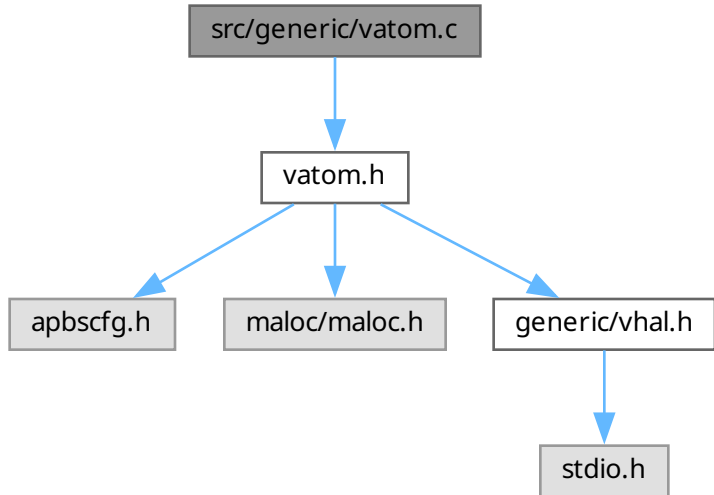 src/generic/vatom.c
vatom.h
apbscfg.h
maloc/maloc.h
generic/vhal.h
stdio.h